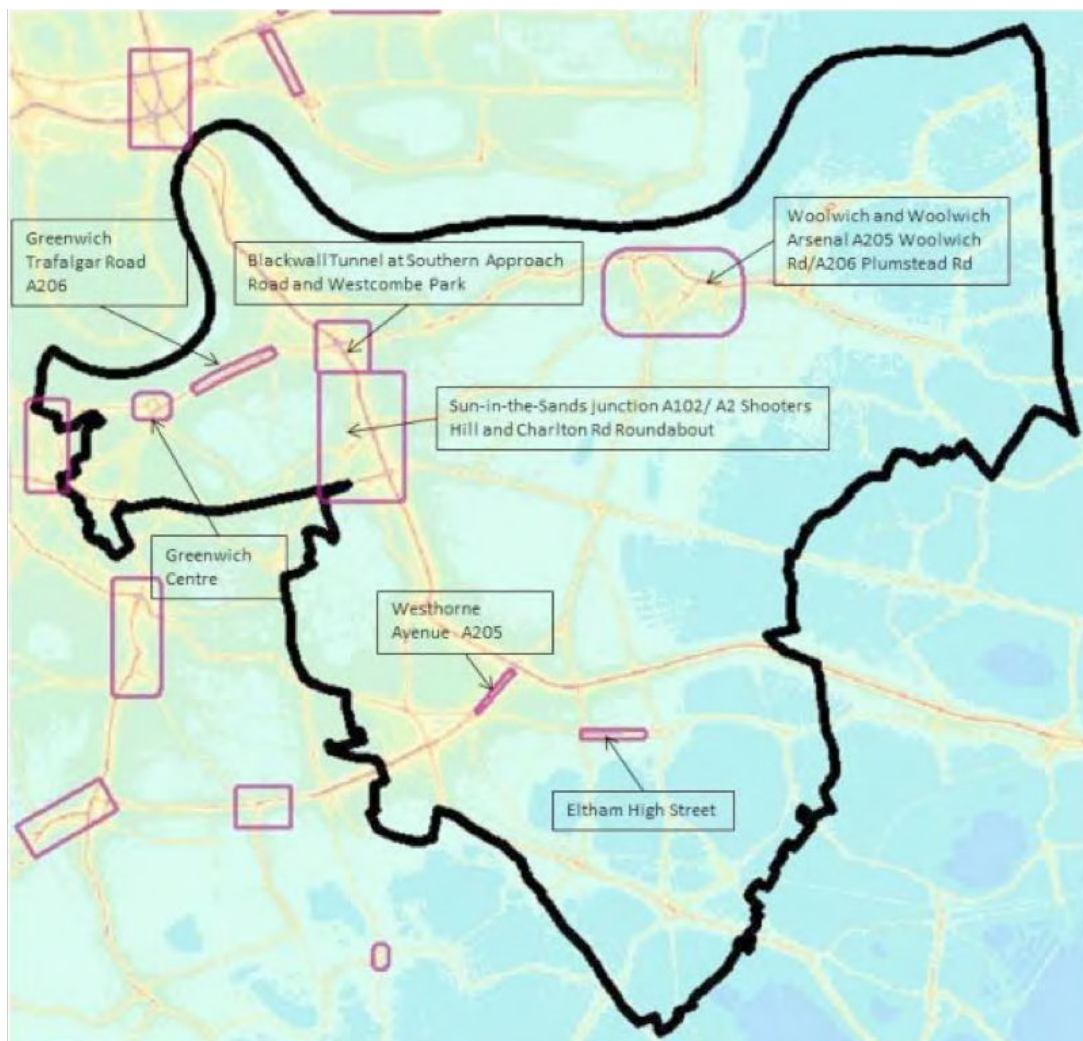 Greenwich
Trafalgar Road
A206
Blackwall Tunnel at Southern Approach
Road and Westcombe Park
Woolwich and Woolwich
Arsenal A205 Woolwich
Rd/A206 Plumstead Rd
Sun-in-the-Sands Junction A102/ A2 Shooters
Hill and Charlton Rd Roundabout
Greenwich
Centre
Westhorne
Avenue A205
Eltham High Street